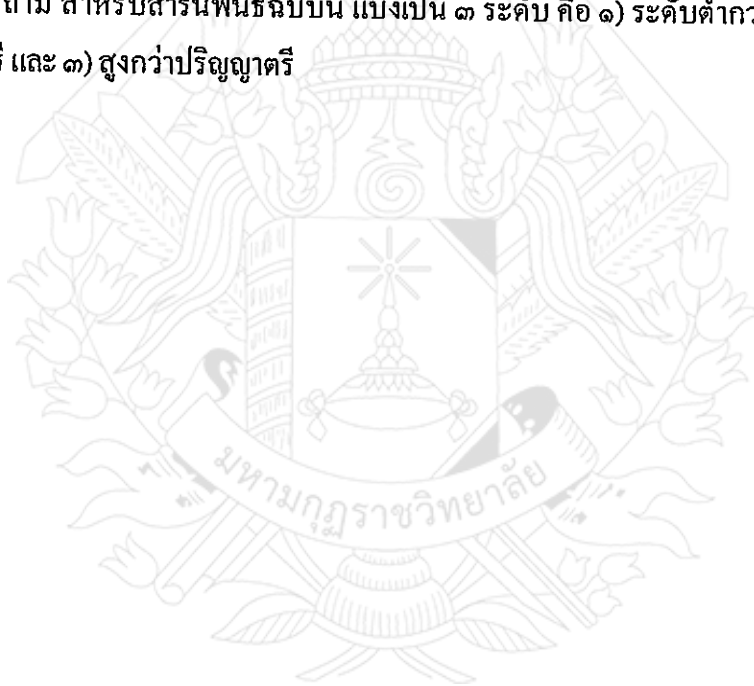 ถาม สำหรับสารนิพนธ์ฉบับนี้ แบ่งเป็น ๓ ระดับ คือ ๑) ระดับต่ำกว
และ ๓) สูงกว่าปริญญาตรี
มหามกุฏราชวิทยาลัย